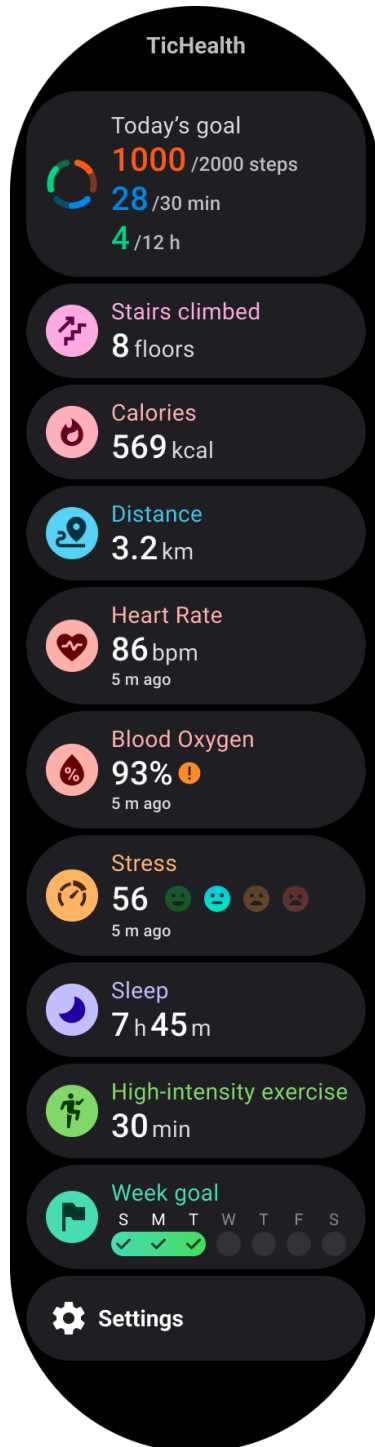 TicHealth
Today’s goal
1000 /2000 steps
28 /30 min
4 /12 h
Stairs climbed
8 floors
Calories
569 kcal
Distance
3.2 km
Heart Rate
86 bpm
5 m ago
Blood Oxygen
%
93% !
5 m ago
Stress
56
5 m ago
Sleep
7 h 45 m
High-intensity exercise
30 min
Week goal
S M T W T F S
Settings